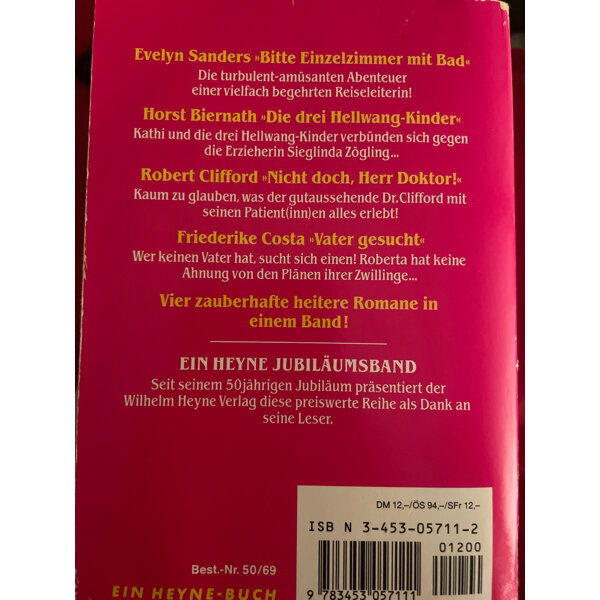 Evelyn Sanders »Bitte Einzelzimmer mit Bad«
Die turbulent-amüsanten Abenteuer
einer vielfach begehrten Reiseleiterin!
Horst Biernath »Die drei Hellwang-Kinder«
Kathi und die drei Hellwang-Kinder verbünden sich gegen
die Erzieherin Sieglinda Zögling...
Robert Clifford »Nicht doch, Herr Doktor!«
Kaum zu glauben, was der gutaussehende Dr. Clifford mit
seinen Patient(inn)en alles erlebt!
Friederike Costa »Vater gesucht«
Wer keinen Vater hat, sucht sich einen! Roberta hat keine
Ahnung von den Plänen ihrer Zwillinge...
Vier zauberhafte heitere Romane in
einem Band!
EIN HEYNE JUBILÄUMSBAND
Seit seinem 50jährigen Jubiläum präsentiert der
Wilhelm Heyne Verlag diese preiswerte Reihe als Dank an
seine Leser.
DM 12,–/ÖS 94,–/SFr 12,–
ISBN 3-453-05711-2
01200
9 783453 057111
Best.-Nr. 50/69
EIN HEYNE-BUCH